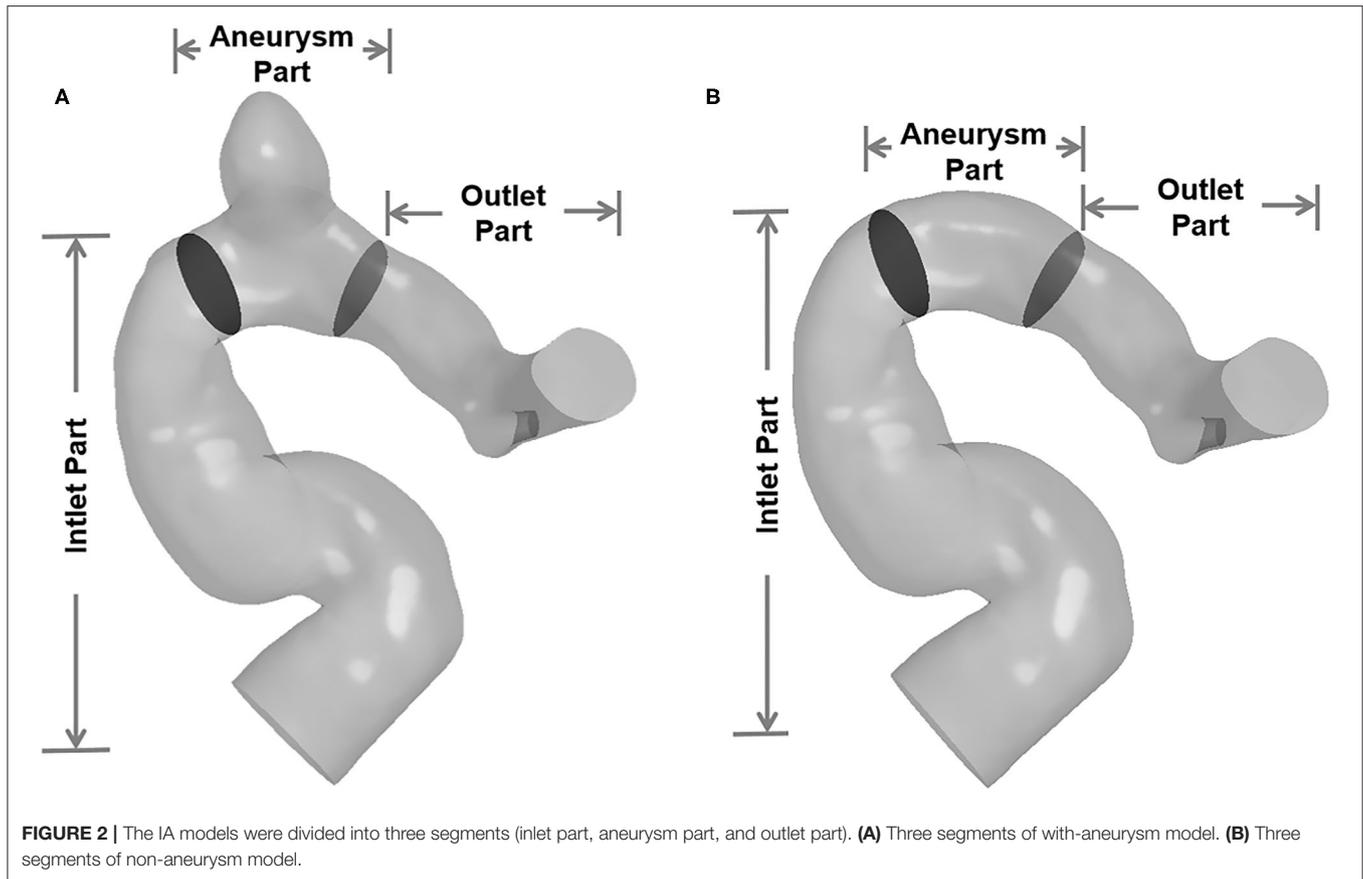 A
Aneurysm
Part
Outlet
Part
Intlet Part
B
Aneurysm
Part
Outlet
Part
Intlet Part
FIGURE 2 | The IA models were divided into three segments (inlet part, aneurysm part, and outlet part). (A) Three segments of with-aneurysm model. (B) Three
segments of non-aneurysm model.